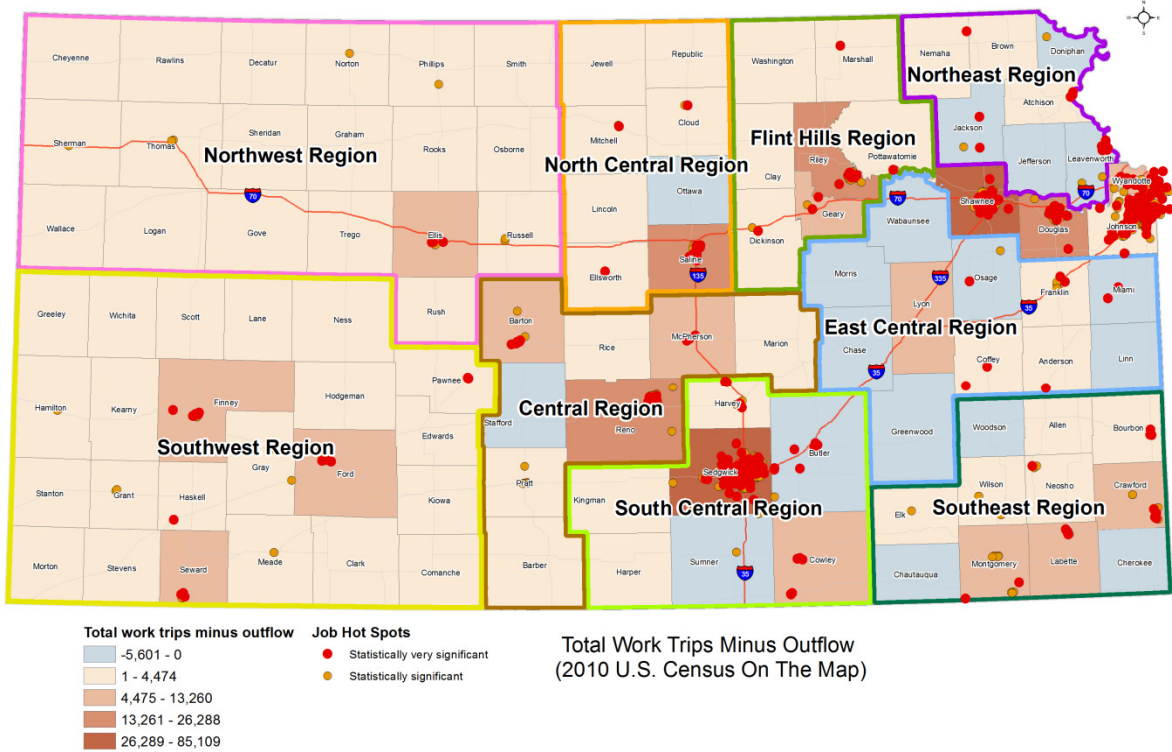 N
W E
S
Cheyenne
Rawlins
Decatur
Norton
Phillips
Smith
Jewell
Republic
Washington
Marshall
Nemaha
Brown
Doniphan
Northeast Region
Sherman
Thomas
Sheridan
Graham
Rooks
Osborne
Mitchell
Cloud
Clay
Riley
Pottawatomie
Jackson
Atchison
Jefferson
Leavenworth
Wyandotte
Northwest Region
North Central Region
Flint Hills Region
70
Wallace
Logan
Gove
Trego
Ellis
Russell
Lincoln
Ottawa
Saline
Ellsworth
135
Dickinson
Geary
70
Wabaunsee
Shawnee
70
Douglas
Johnson
Greeley
Wichita
Scott
Lane
Ness
Rush
Barton
Rice
McPherson
Marion
Morris
Chase
Lyon
335
Osage
Franklin
Miami
35
East Central Region
Coffey
Anderson
Linn
35
Greenwood
Hamilton
Kearny
Finney
Hodgeman
Pawnee
Stafford
Central Region
Reno
Harvey
Butler
Southwest Region
Edwards
Gray
Ford
Stanton
Grant
Haskell
Kiowa
Pratt
Kingman
Sedgwick
South Central Region
Woodson
Allen
Bourbon
Wilson
Neosho
Crawford
Elk
Southeast Region
Morton
Stevens
Seward
Meade
Clark
Comanche
Barber
Harper
Sumner
35
Cowley
Chautauqua
Montgomery
Labette
Cherokee
Total work trips minus outflow
-5,601 - 0
1 - 4,474
4,475 - 13,260
13,261 - 26,288
26,289 - 85,109
Job Hot Spots
Statistically very significant
Statistically significant
Total Work Trips Minus Outflow
(2010 U.S. Census On The Map)